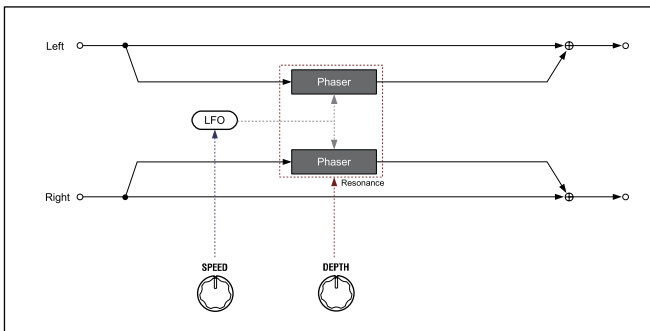 Left
Phaser
LFO
Phaser
Resonance
Right
SPEED
DEPTH